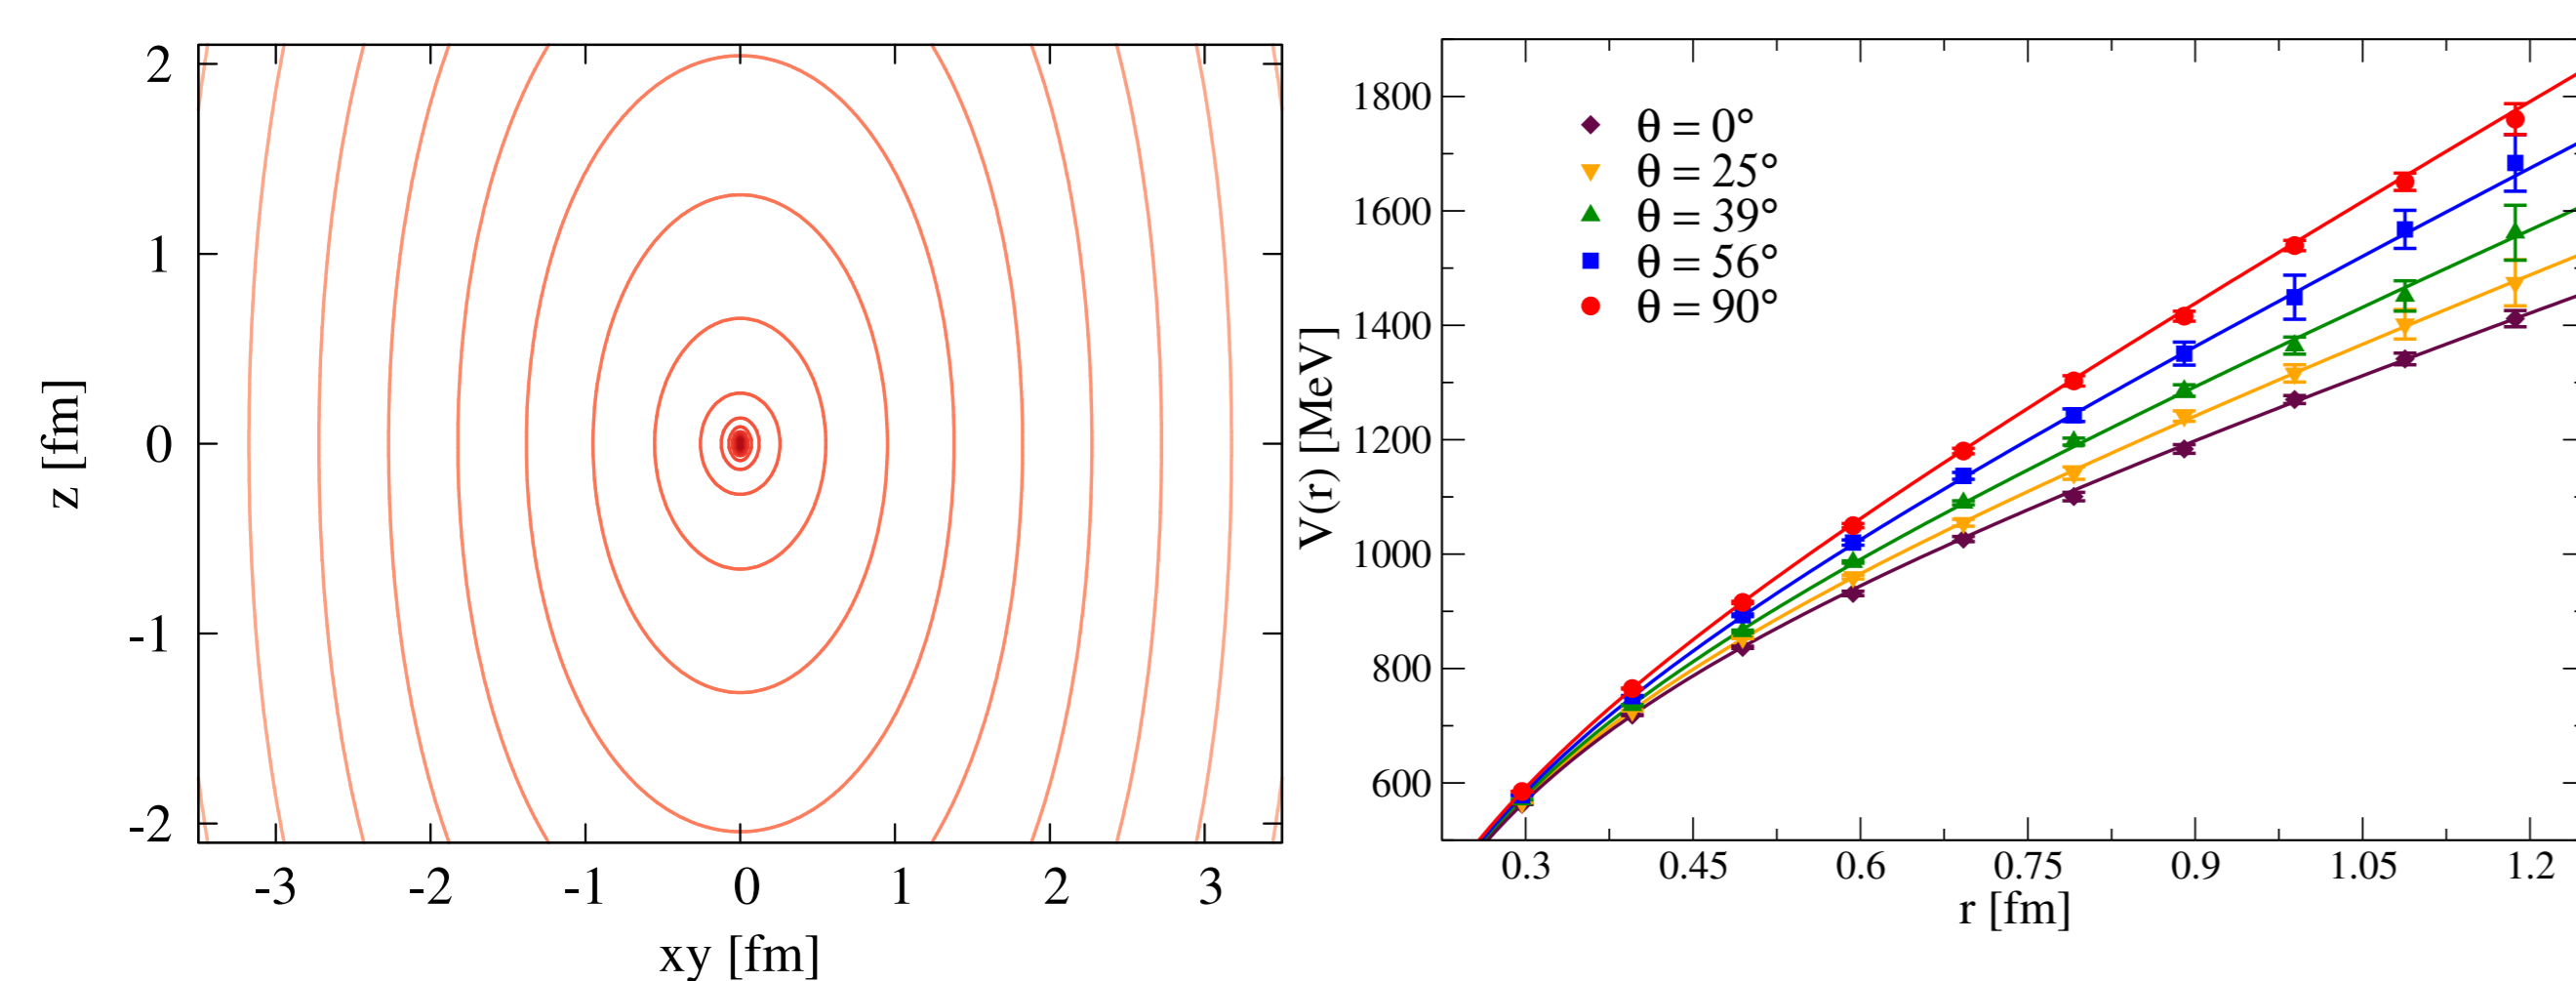 2
1
0
-1
-2
z [fm]
-3 -2 -1 0 1 2 3
xy [fm]
V(r) [MeV]
1800
1600
1400
1200
1000
800
600
θ = 0°
θ = 25°
θ = 39°
θ = 56°
θ = 90°
0.3 0.45 0.6 0.75 0.9 1.05 1.2
r [fm]